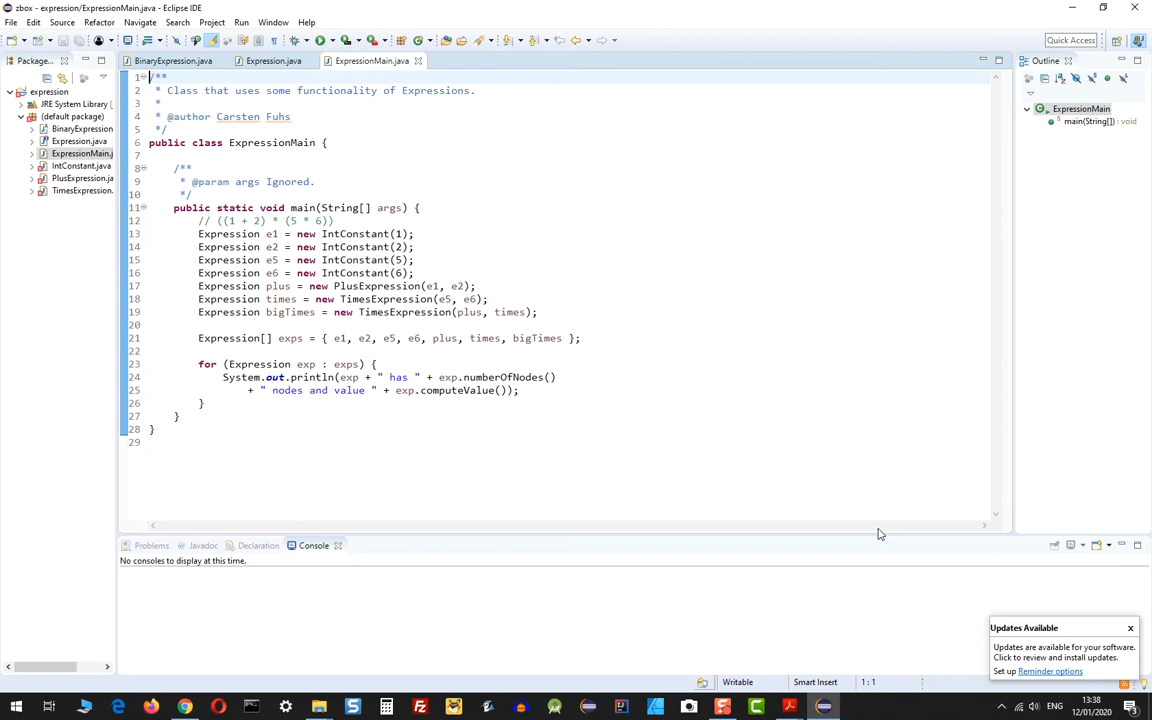 zbox - expression/ExpressionMain.java - Eclipse IDE
File Edit Source Refactor Navigate Search Project Run Window Help
Quick Access
Package...
BinaryExpression.java
Expression.java
ExpressionMain.java
Outline
expression
JRE System Library [
(default package)
BinaryExpression
Expression.java
ExpressionMain.j
IntConstant.java
PlusExpression.ja
TimesExpression.
1 /**
2 * Class that uses some functionality of Expressions.
3 *
4 * @author Carsten Fuhs
5 */
6 public class ExpressionMain {
7
8 /**
9 * @param args Ignored.
10 */
11 public static void main(String[] args) {
12 // ((1 + 2) * (5 * 6))
13 Expression e1 = new IntConstant(1);
14 Expression e2 = new IntConstant(2);
15 Expression e5 = new IntConstant(5);
16 Expression e6 = new IntConstant(6);
17 Expression plus = new PlusExpression(e1, e2);
18 Expression times = new TimesExpression(e5, e6);
19 Expression bigTimes = new TimesExpression(plus, times);
20
21 Expression[] exps = { e1, e2, e5, e6, plus, times, bigTimes };
22
23 for (Expression exp : exps) {
24 System.out.println(exp + " has " + exp.numberOfNodes()
25 + " nodes and value " + exp.computeValue());
26 }
27 }
28 }
29
ExpressionMain
main(String[]) : void
Problems Javadoc Declaration Console
No consoles to display at this time.
Updates Available
Updates are available for your software.
Click to review and install updates.
Set up Reminder options
Writable Smart Insert 1 : 1
ENG
13:38
12/01/2020